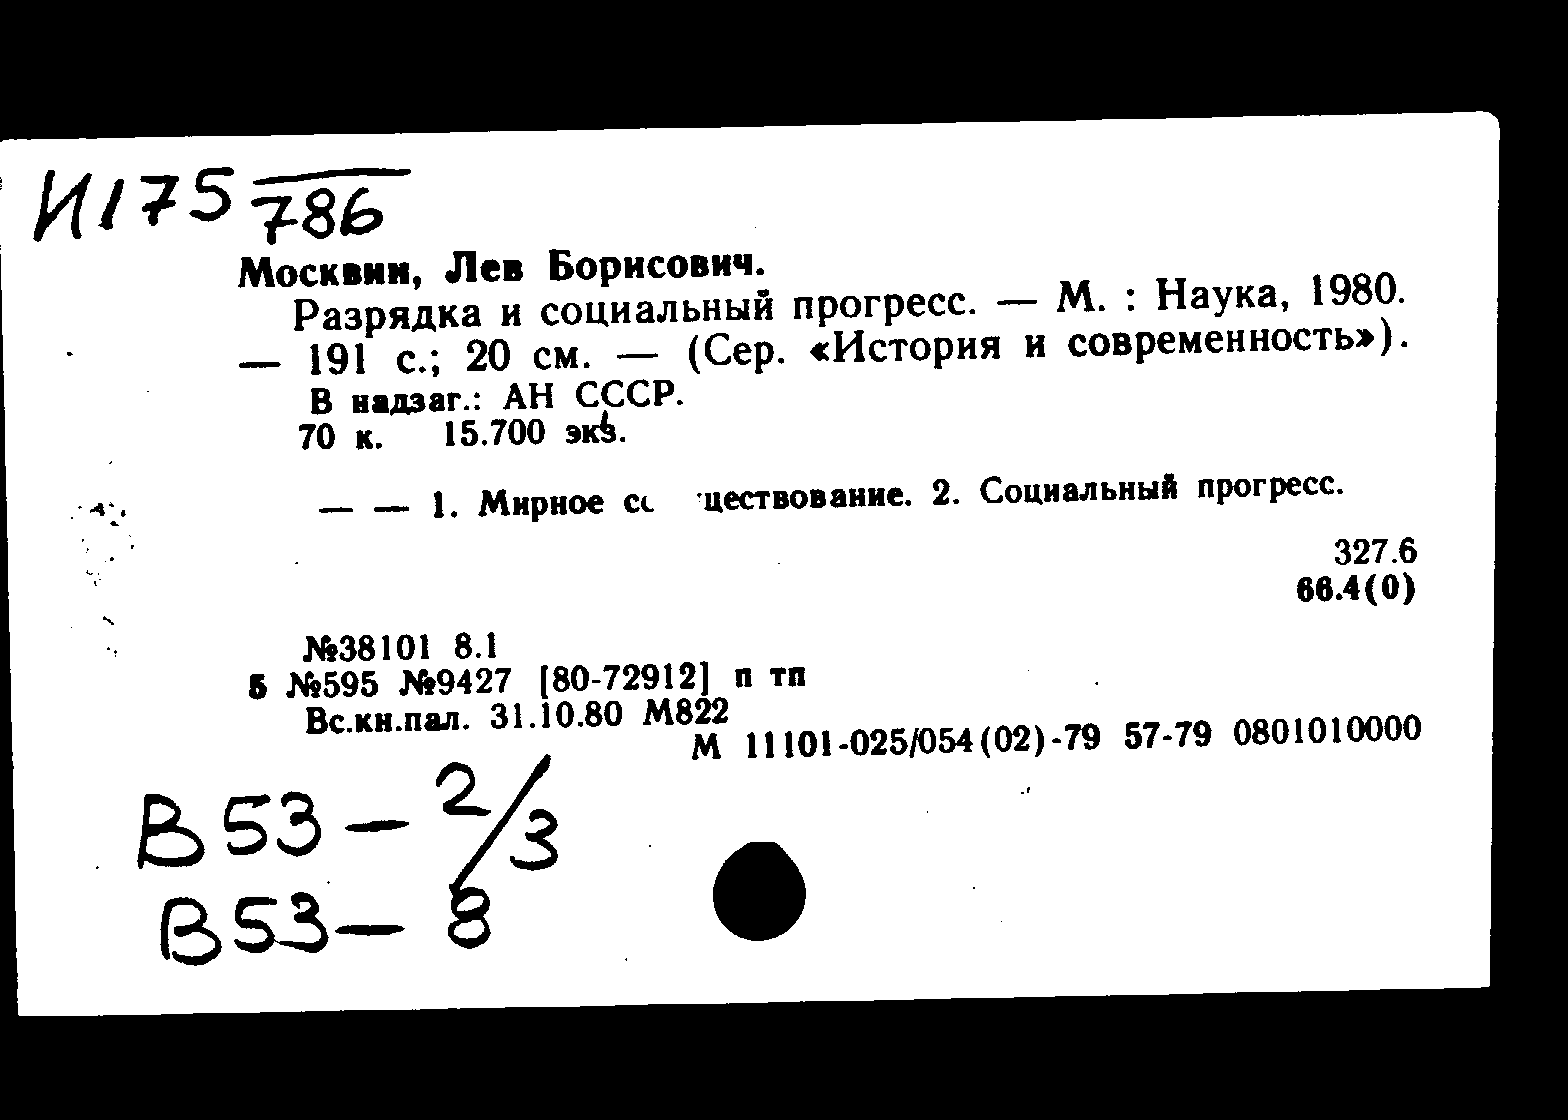 И175 786
Москвин, Лев Борисович.
Разрядка и социальный прогресс. — М. : Наука, 1980.
— 191 с.; 20 см. — (Сер. «История и современность»).
В надзаг.: АН СССР.
70 к. 15.700 экз.
— — 1. Мирное 2. Социальный прогресс.
327.6
66.4(0)
№38101 8.1
Б №595 №9427 [80-72912] п тп
Вс.кн.пал. 31.10.80 М822
М 11101-025/054(02)-79 57-79 0801010000
В53 — 2/3
В53 — 8